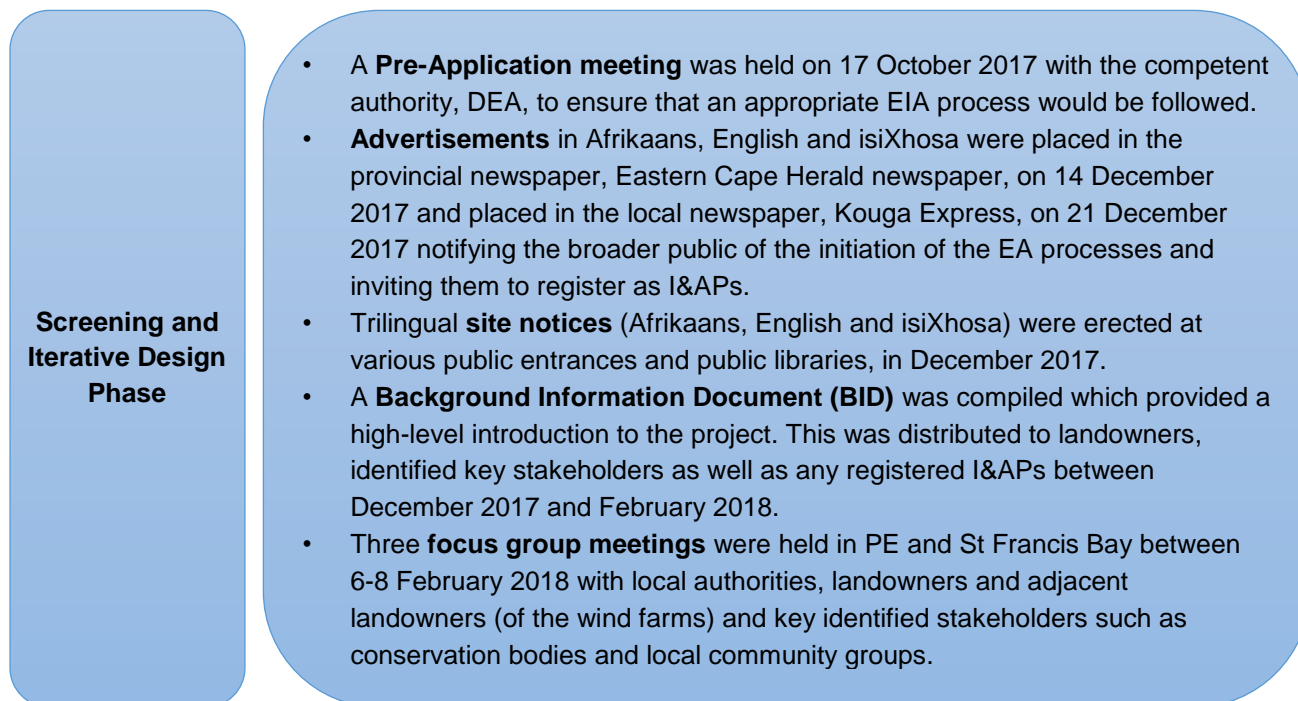 Screening and
Iterative Design
Phase
• A Pre-Application meeting was held on 17 October 2017 with the competent
authority, DEA, to ensure that an appropriate EIA process would be followed.
• Advertisements in Afrikaans, English and isiXhosa were placed in the
provincial newspaper, Eastern Cape Herald newspaper, on 14 December
2017 and placed in the local newspaper, Kouga Express, on 21 December
2017 notifying the broader public of the initiation of the EA processes and
inviting them to register as I&APs.
• Trilingual site notices (Afrikaans, English and isiXhosa) were erected at
various public entrances and public libraries, in December 2017.
• A Background Information Document (BID) was compiled which provided a
high-level introduction to the project. This was distributed to landowners,
identified key stakeholders as well as any registered I&APs between
December 2017 and February 2018.
• Three focus group meetings were held in PE and St Francis Bay between
6-8 February 2018 with local authorities, landowners and adjacent
landowners (of the wind farms) and key identified stakeholders such as
conservation bodies and local community groups.